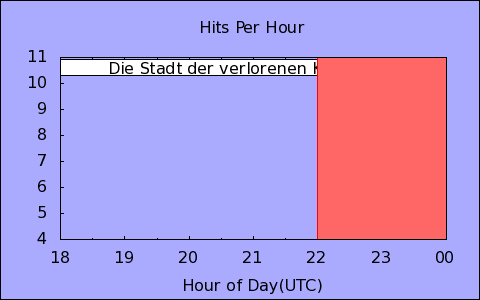 Hits Per Hour
11
Die Stadt der verlorenen
10
9
8
7
6
5
4
18 19 20 21 22 23 00
Hour of Day(UTC)